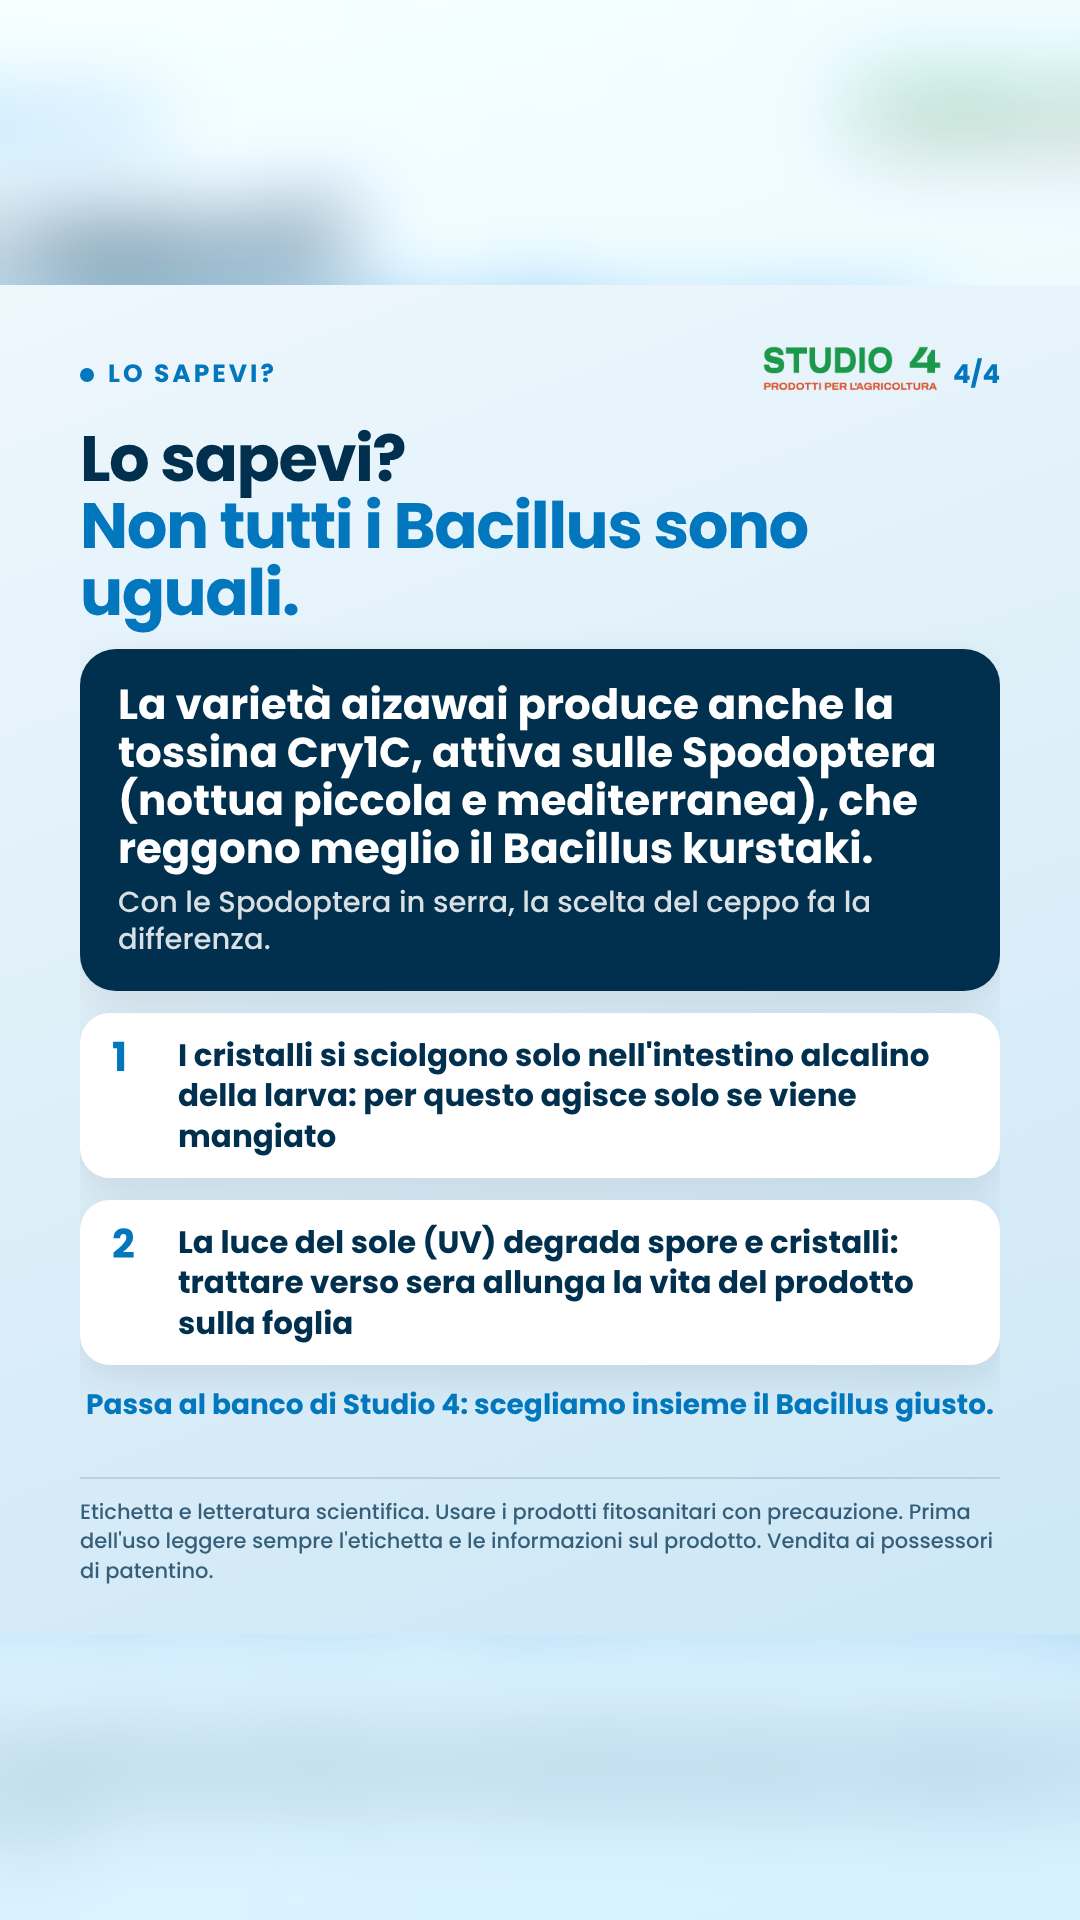 LO SAPEVI?
STUDIO 4
PRODOTTI PER L'AGRICOLTURA
4/4
Lo sapevi?
Non tutti i Bacillus sono
uguali.
La varietà aizawai produce anche la
tossina Cry1C, attiva sulle Spodoptera
(nottua piccola e mediterranea), che
reggono meglio il Bacillus kurstaki.
Con le Spodoptera in serra, la scelta del ceppo fa la
differenza.
1
I cristalli si sciolgono solo nell'intestino alcalino
della larva: per questo agisce solo se viene
mangiato
2
La luce del sole (UV) degrada spore e cristalli:
trattare verso sera allunga la vita del prodotto
sulla foglia
Passa al banco di Studio 4: scegliamo insieme il Bacillus giusto.
Etichetta e letteratura scientifica. Usare i prodotti fitosanitari con precauzione. Prima
dell'uso leggere sempre l'etichetta e le informazioni sul prodotto. Vendita ai possessori
di patentino.